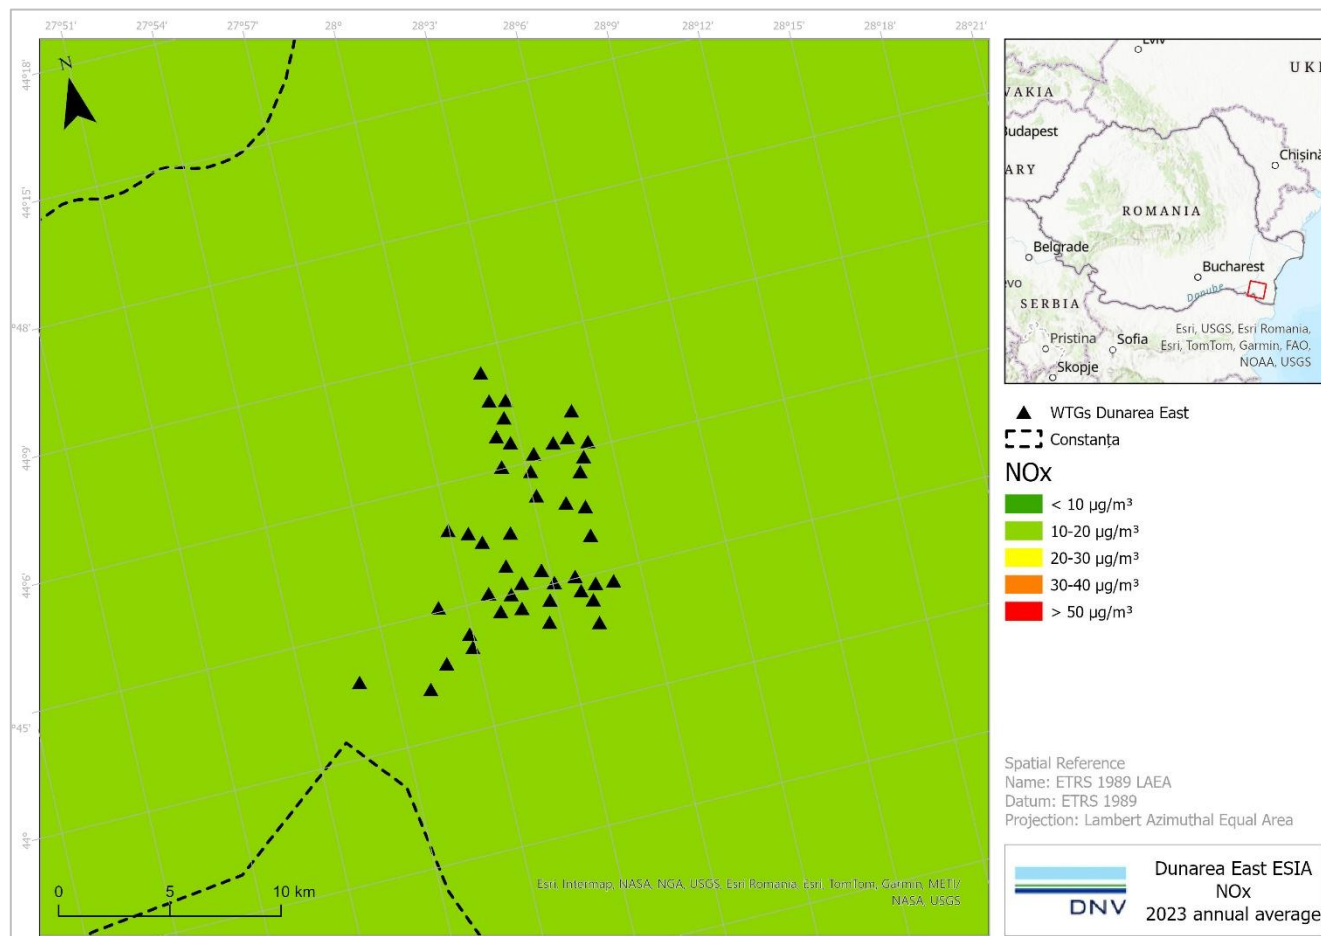 27°51' 27°54' 27°57' 28° 28°3' 28°6' 28°9' 28°12' 28°15' 28°18' 28°21'
44°18'
44°15'
°48'
44°9'
44°6'
°45'
44°
N
0 5 10 km
Esri, Intermap, NASA, NGA, USGS, Esri Romania, Esri, TomTom, Garmin, METI/
NASA, USGS
Lviv
UKI
VAKIA
Budapest
ARY
Chișină
ROMANIA
Belgrade
Bucharest
Danube
evo
SERBIA
Pristina
Sofia
Skopje
Esri, USGS, Esri Romania,
Esri, TomTom, Garmin, FAO,
NOAA, USGS
WTGs Dunarea East
Constanța
NOx
< 10 µg/m³
10-20 µg/m³
20-30 µg/m³
30-40 µg/m³
> 50 µg/m³
Spatial Reference
Name: ETRS 1989 LAEA
Datum: ETRS 1989
Projection: Lambert Azimuthal Equal Area
DNV
Dunarea East ESIA
NOx
2023 annual average